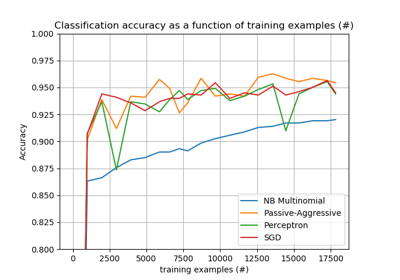 Classification accuracy as a function of training examples (#)
1.000
0.975
0.950
0.925
0.900
0.875
0.850
0.825
0.800
Accuracy
NB Multinomial
Passive-Aggressive
Perceptron
SGD
0 2500 5000 7500 10000 12500 15000 17500
training examples (#)